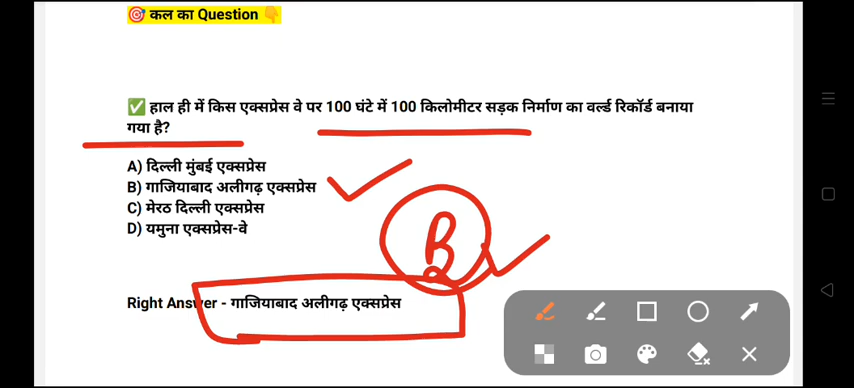 🎯 कल का Question 👇
✅ हाल ही में किस एक्सप्रेस वे पर 100 घंटे में 100 किलोमीटर सड़क निर्माण का वर्ल्ड रिकॉर्ड बनाया
गया है?
A) दिल्ली मुंबई एक्सप्रेस
B) गाजियाबाद अलीगढ़ एक्सप्रेस
C) मेरठ दिल्ली एक्सप्रेस
D) यमुना एक्सप्रेस-वे
B
Right Answer - गाजियाबाद अलीगढ़ एक्सप्रेस